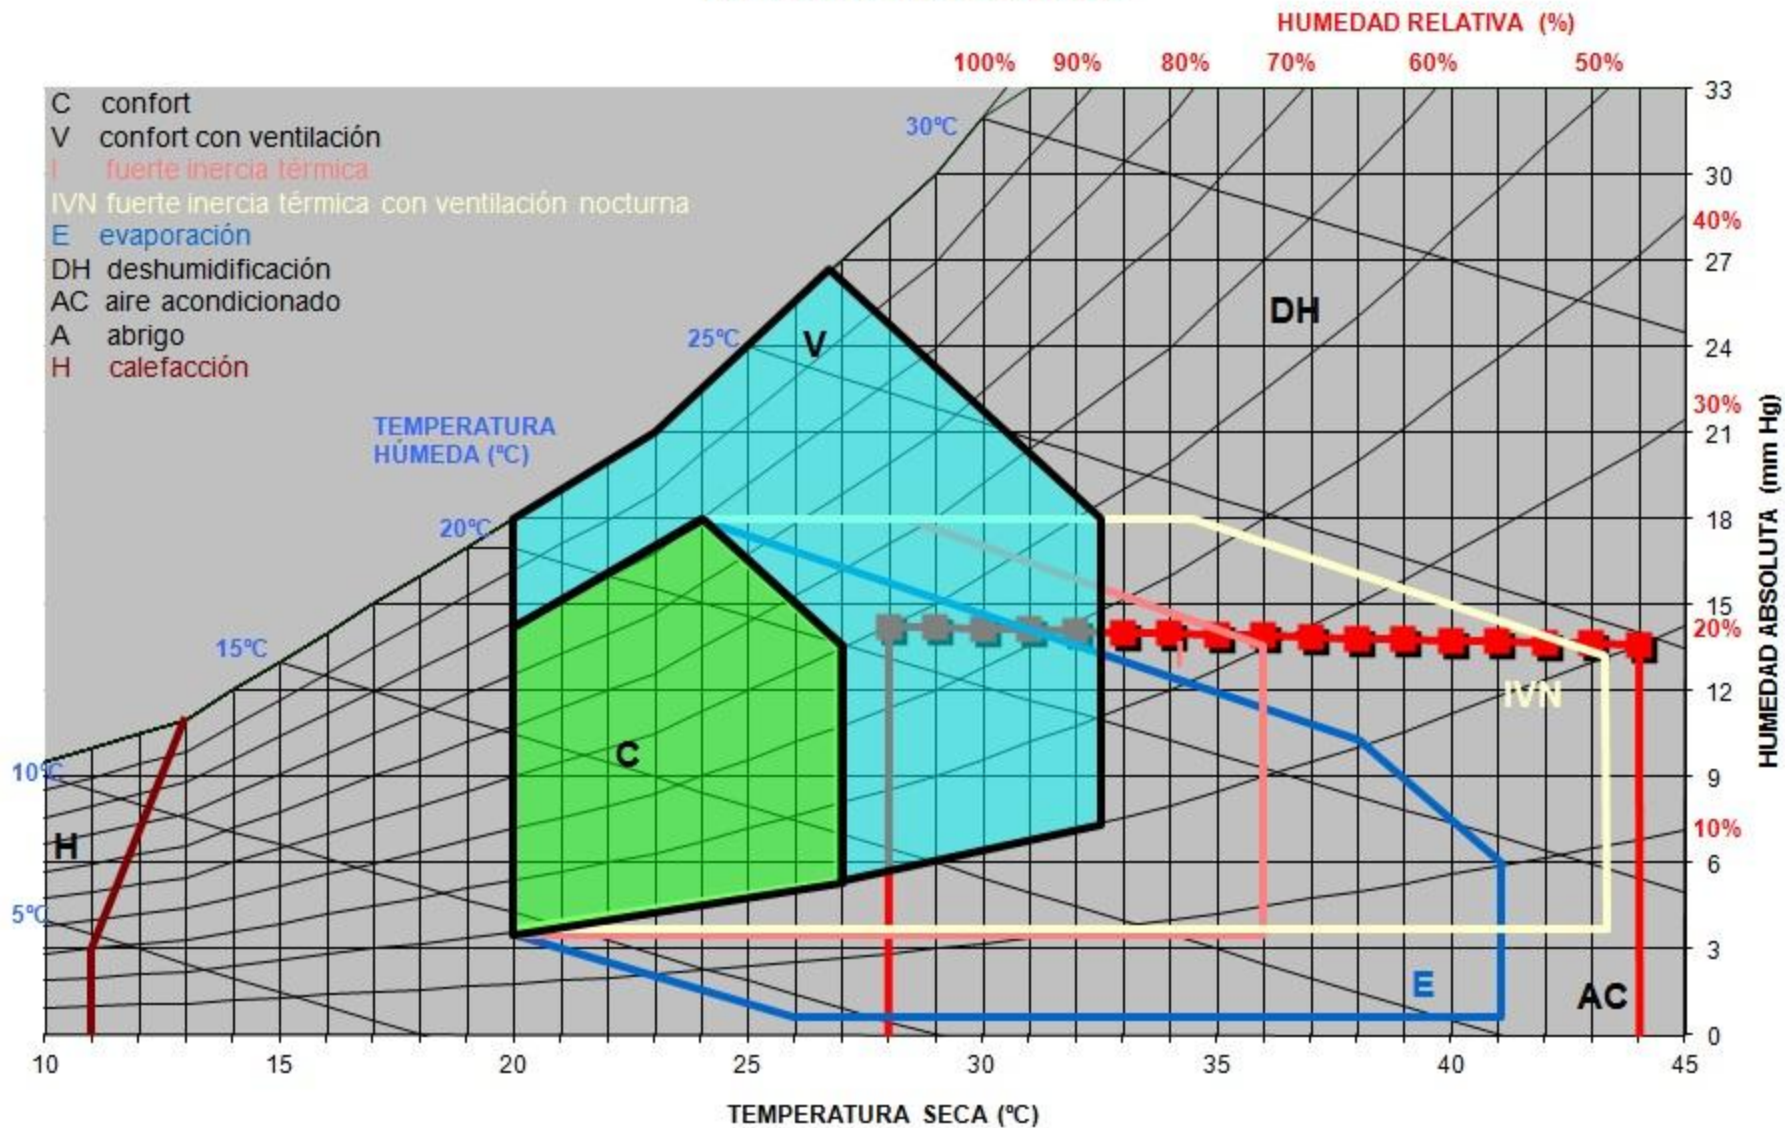 HUMEDAD RELATIVA (%)
100% 90% 80% 70% 60% 50%
C confort
V confort con ventilación
I fuerte inercia térmica
IVN fuerte inercia térmica con ventilación nocturna
E evaporación
DH deshumidificación
AC aire acondicionado
A abrigo
H calefacción
30ºC
25ºC
TEMPERATURA
HÚMEDA (ºC)
20ºC
15ºC
10ºC
5ºC
V
DH
C
H
I
IVN
E
AC
33
30
40%
27
24
30%
21
18
15
20%
12
9
10%
6
3
0
HUMEDAD ABSOLUTA (mm Hg)
10 15 20 25 30 35 40 45
TEMPERATURA SECA (ºC)